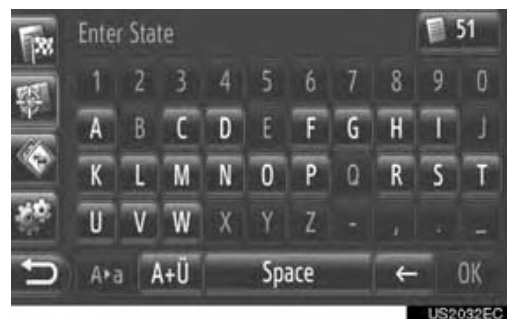 Enter State 51
1 2 3 4 5 6 7 8 9 0
A B C D E F G H I J
K L M N O P Q R S T
U V W X Y Z - , . _
A▸a A+Ü Space ← OK
US2032EC